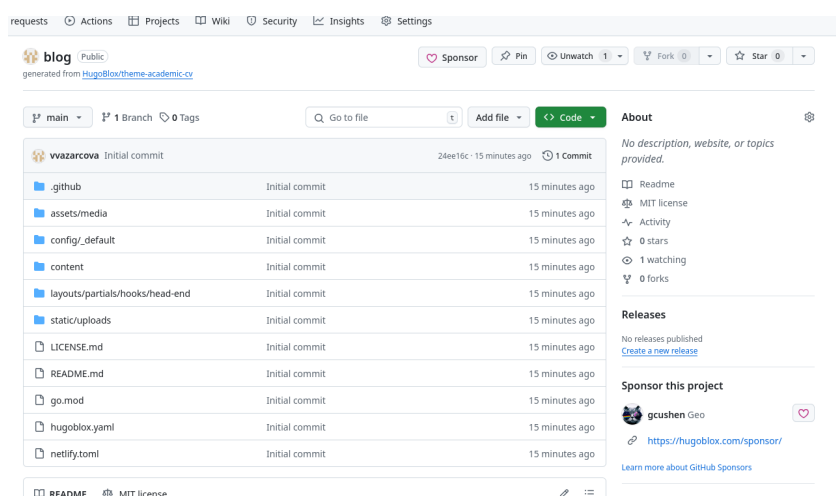 requests Actions Projects Wiki Security Insights Settings
blog Public
Sponsor Pin Unwatch 1 Fork 0 Star 0
generated from HugoBlox/theme-academic-cv
main 1 Branch 0 Tags Go to file t Add file Code
vvazarcova Initial commit 24ee16c · 15 minutes ago 1 Commit
.github Initial commit 15 minutes ago
assets/media Initial commit 15 minutes ago
config/_default Initial commit 15 minutes ago
content Initial commit 15 minutes ago
layouts/partials/hooks/head-end Initial commit 15 minutes ago
static/uploads Initial commit 15 minutes ago
LICENSE.md Initial commit 15 minutes ago
README.md Initial commit 15 minutes ago
go.mod Initial commit 15 minutes ago
hugoblox.yaml Initial commit 15 minutes ago
netlify.toml Initial commit 15 minutes ago
README MIT license
About
No description, website, or topics
provided.
Readme
MIT license
Activity
0 stars
1 watching
0 forks
Releases
No releases published
Create a new release
Sponsor this project
gcushen Geo
https://hugoblox.com/sponsor/
Learn more about GitHub Sponsors